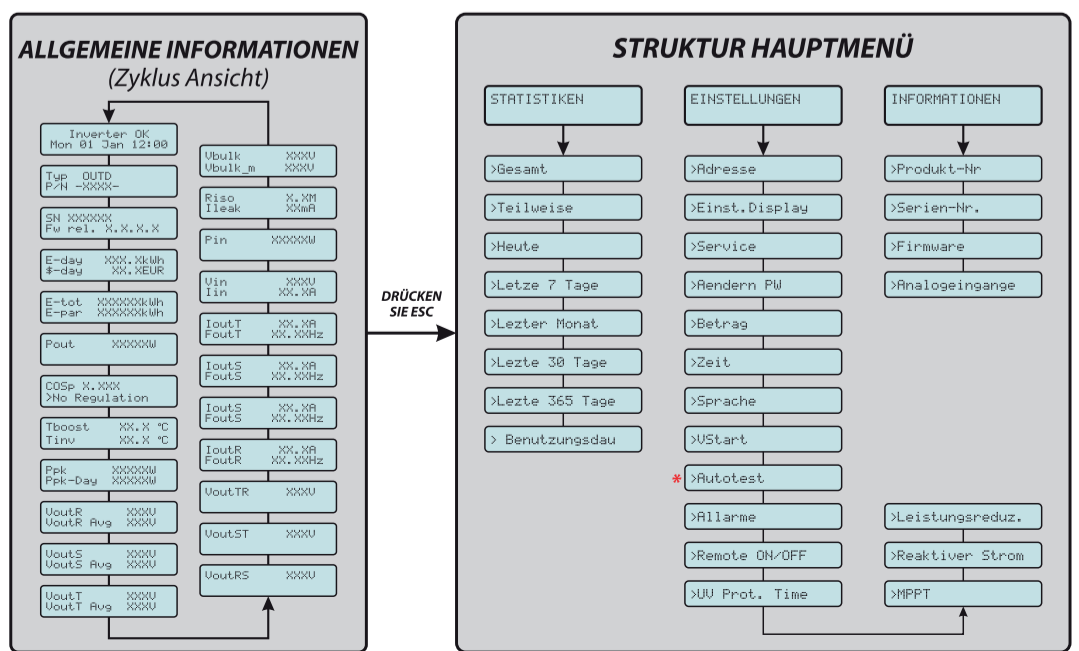 ALLGEMEINE INFORMATIONEN
(Zyklus Ansicht)
Inverter OK
Mon 01 Jan 12:00
Typ OUTD
P/N -XXXX-
SN XXXXXX
Fw rel. X.X.X.X
E-day XXX.XkWh
$-day XX.XEUR
E-tot XXXXXXkWh
E-par XXXXXXkWh
Pout XXXXXW
COSp X.XXX
>No Regulation
Tboost XX.X °C
Tinv XX.X °C
Ppk XXXXXW
Ppk-Day XXXXXW
VoutR XXXV
VoutR Avg XXXV
VoutS XXXV
VoutS Avg XXXV
VoutT XXXV
VoutT Avg XXXV
Vbulk XXXV
Vbulk_m XXXV
Riso X.XM
Ileak XXmA
Pin XXXXXW
Vin XXXV
Iin XX.XA
IoutT XX.XA
FoutT XX.XXHz
IoutS XX.XA
FoutS XX.XXHz
IoutS XX.XA
FoutS XX.XXHz
IoutR XX.XA
FoutR XX.XXHz
VoutTR XXXV
VoutST XXXV
VoutRS XXXV
DRÜCKEN
SIE ESC
STRUKTUR HAUPTMENÜ
STATISTIKEN
>Gesamt
>Teilweise
>Heute
>Letze 7 Tage
>Lezter Monat
>Lezte 30 Tage
>Lezte 365 Tage
> Benutzungsdau
EINSTELLUNGEN
>Adresse
>Einst.Display
>Service
>Aendern PW
>Betrag
>Zeit
>Sprache
>VStart
* >Autotest
>Allarme
>Remote ON/OFF
>UV Prot. Time
INFORMATIONEN
>Produkt-Nr
>Serien-Nr.
>Firmware
>Analogeingange
>Leistungsreduz.
>Reaktiver Strom
>MPPT